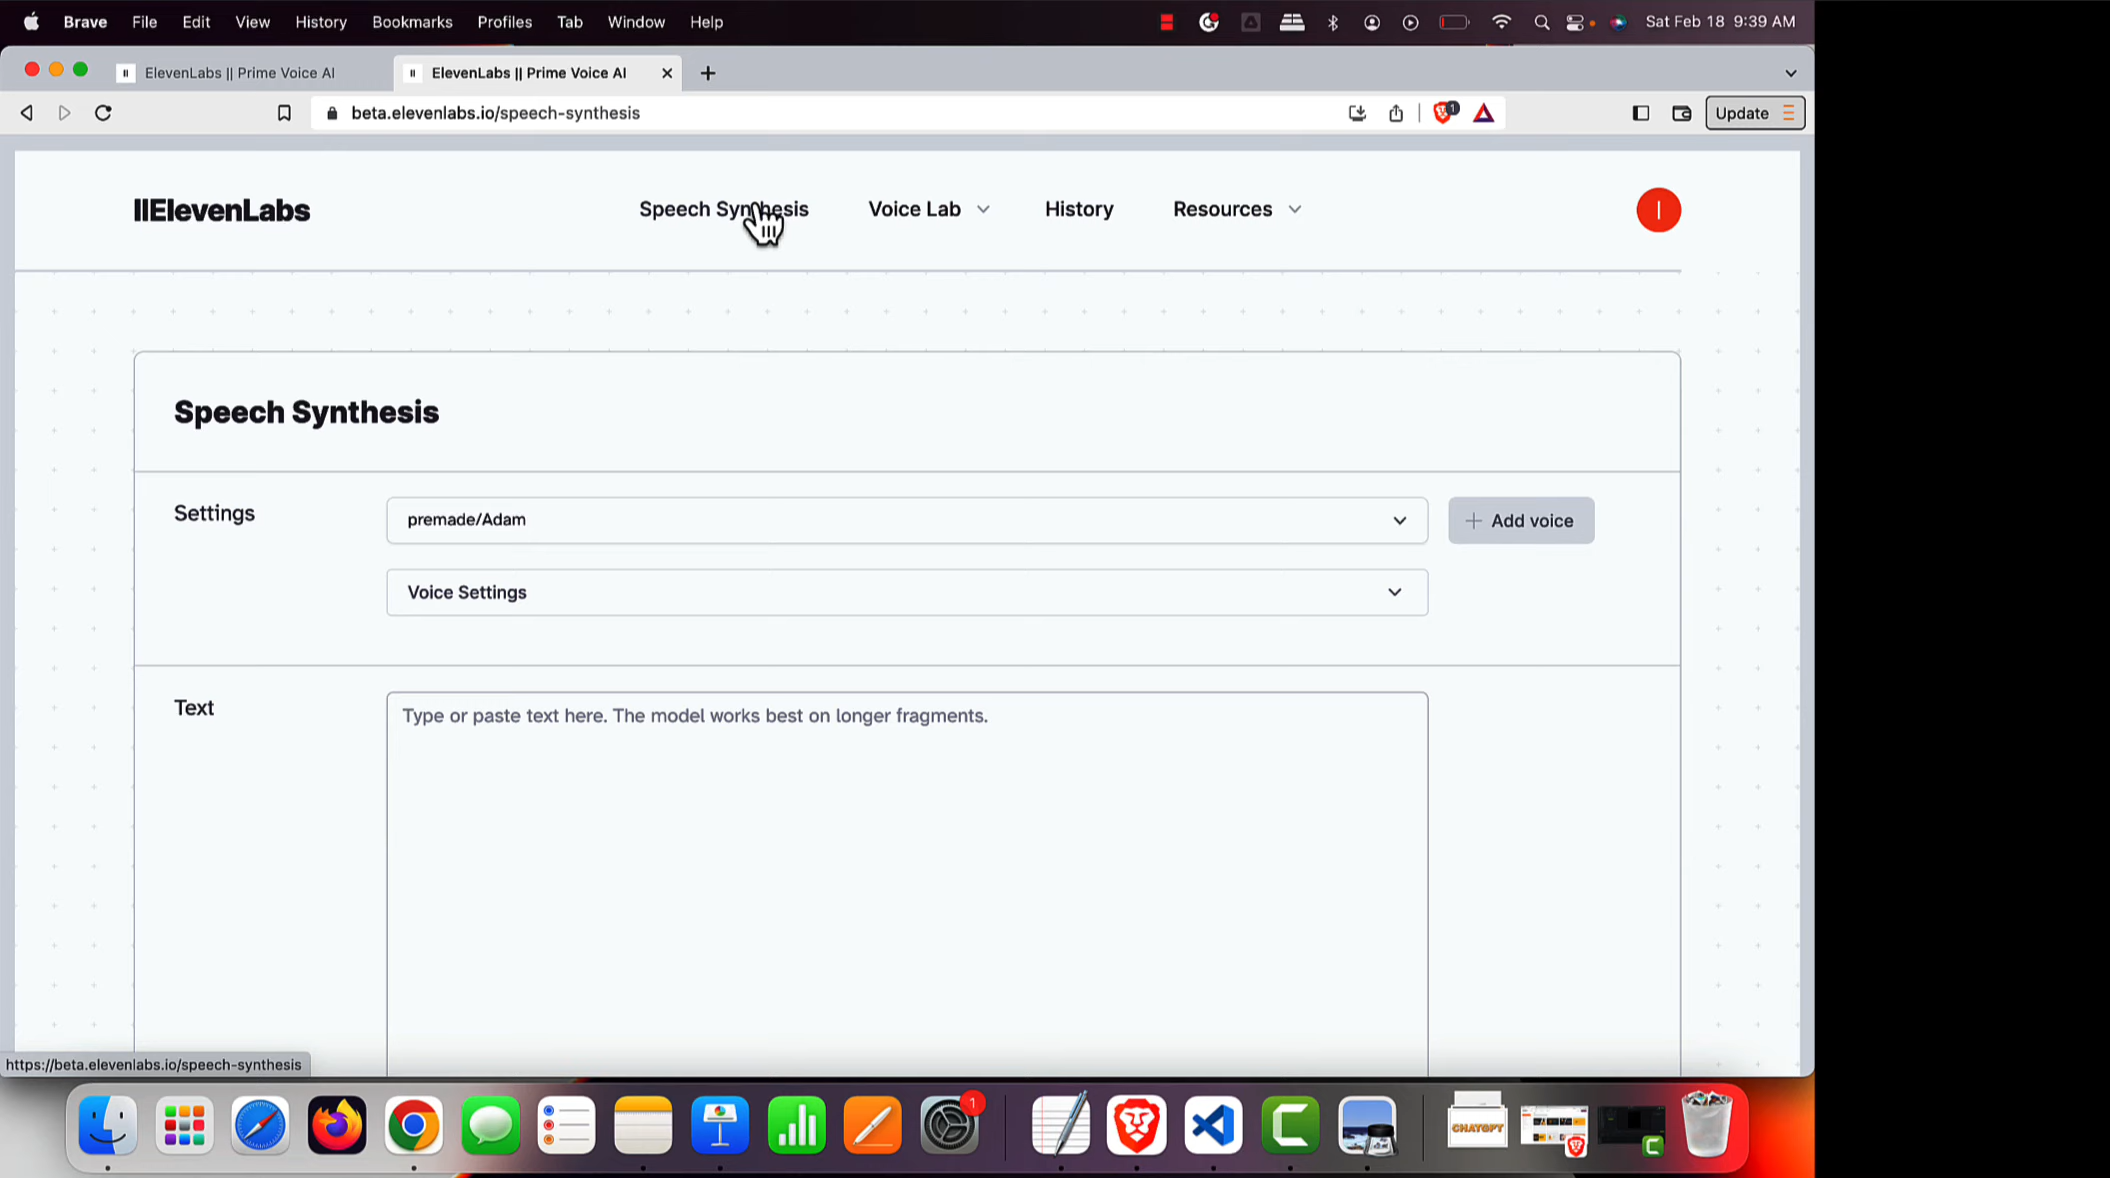 Brave File Edit View History Bookmarks Profiles Tab Window Help Sat Feb 18 9:39 AM
ElevenLabs || Prime Voice AI ElevenLabs || Prime Voice AI
beta.elevenlabs.io/speech-synthesis 1 Update
IIElevenLabs Speech Synthesis Voice Lab History Resources I
Speech Synthesis
Settings premade/Adam + Add voice
Voice Settings
Text Type or paste text here. The model works best on longer fragments.
https://beta.elevenlabs.io/speech-synthesis
1
CHATGPT